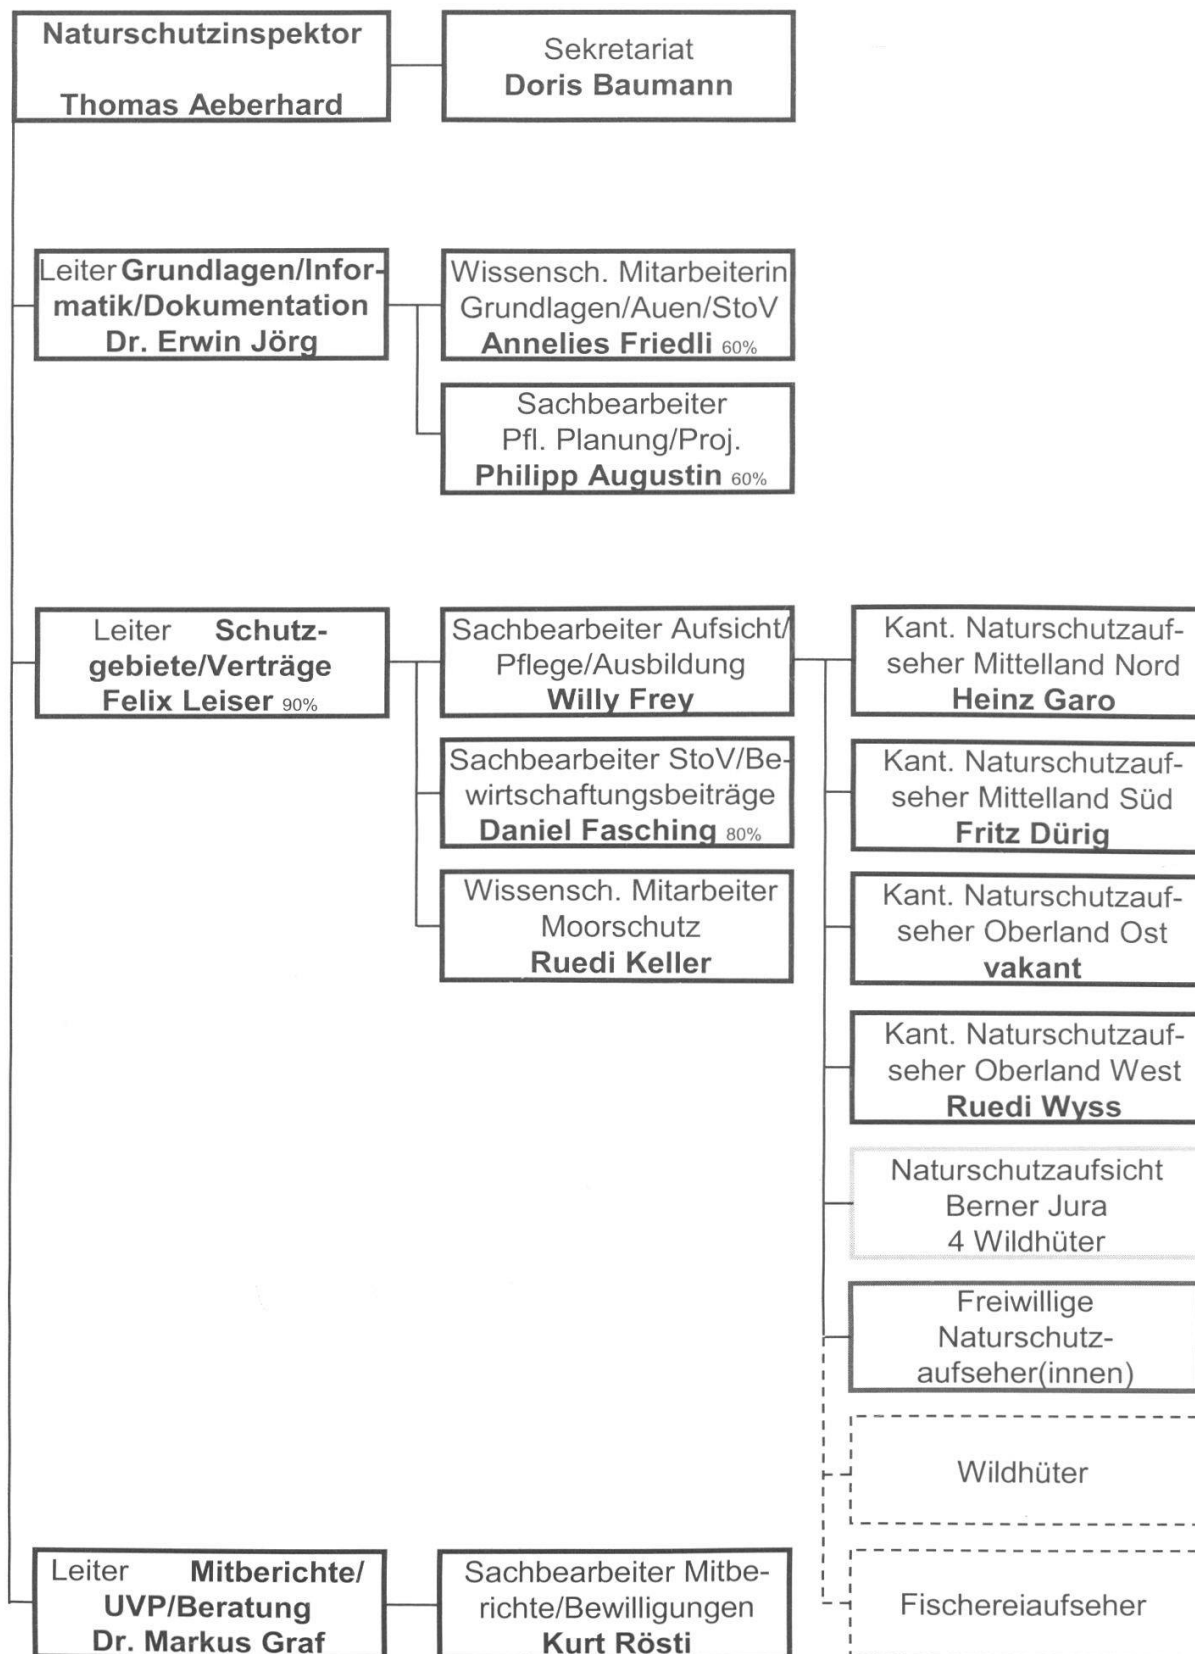 Naturschutzinspektor
Thomas Aeberhard
Sekretariat
Doris Baumann
Leiter Grundlagen/Infor-
matik/Dokumentation
Dr. Erwin Jörg
Wissensch. Mitarbeiterin
Grundlagen/Auen/StoV
Annelies Friedli 60%
Sachbearbeiter
Pfl. Planung/Proj.
Philipp Augustin 60%
Leiter Schutz-
gebiete/Verträge
Felix Leiser 90%
Sachbearbeiter Aufsicht/
Pflege/Ausbildung
Willy Frey
Sachbearbeiter StoV/Be-
wirtschaftungsbeiträge
Daniel Fasching 80%
Wissensch. Mitarbeiter
Moorschutz
Ruedi Keller
Kant. Naturschutzauf-
seher Mittelland Nord
Heinz Garo
Kant. Naturschutzauf-
seher Mittelland Süd
Fritz Dürig
Kant. Naturschutzauf-
seher Oberland Ost
vakant
Kant. Naturschutzauf-
seher Oberland West
Ruedi Wyss
Naturschutzaufsicht
Berner Jura
4 Wildhüter
Freiwillige
Naturschutz-
aufseher(innen)
Wildhüter
Fischereiaufseher
Leiter Mitberichte/
UVP/Beratung
Dr. Markus Graf
Sachbearbeiter Mitbe-
richte/Bewilligungen
Kurt Rösti